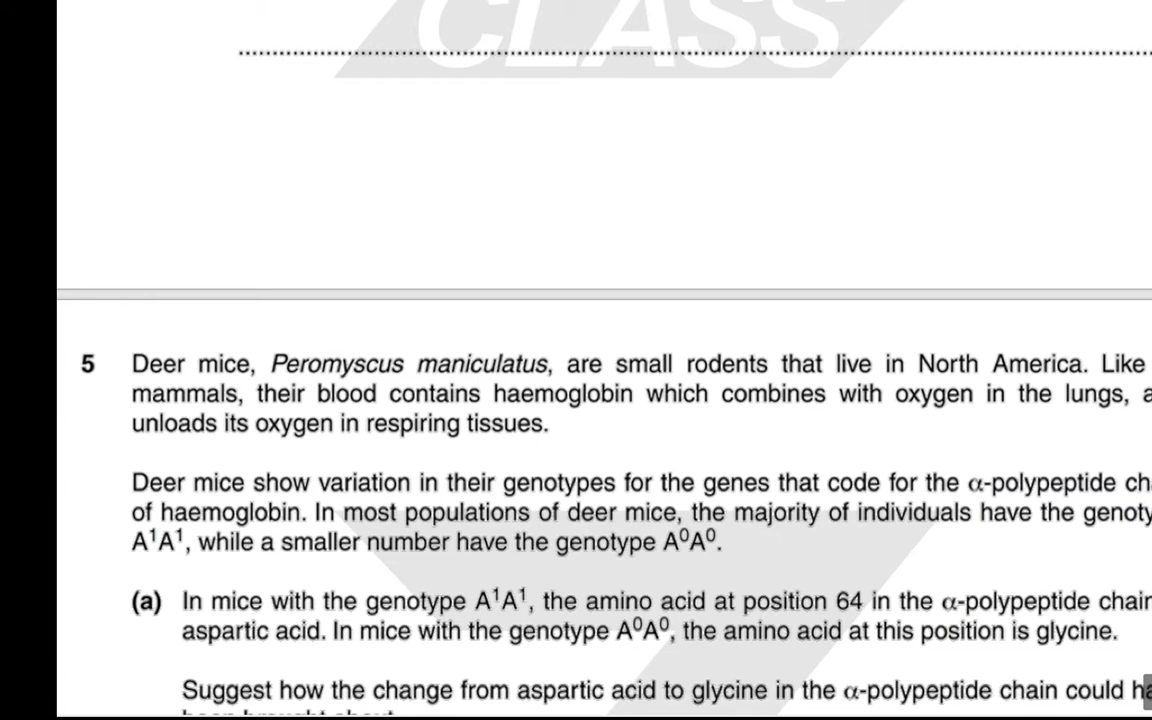 CLASS
5 Deer mice, Peromyscus maniculatus, are small rodents that live in North America. Like
mammals, their blood contains haemoglobin which combines with oxygen in the lungs, a
unloads its oxygen in respiring tissues.
Deer mice show variation in their genotypes for the genes that code for the α-polypeptide ch
of haemoglobin. In most populations of deer mice, the majority of individuals have the genoty
A¹A¹, while a smaller number have the genotype A⁰A⁰.
(a) In mice with the genotype A¹A¹, the amino acid at position 64 in the α-polypeptide chain
aspartic acid. In mice with the genotype A⁰A⁰, the amino acid at this position is glycine.
Suggest how the change from aspartic acid to glycine in the α-polypeptide chain could ha